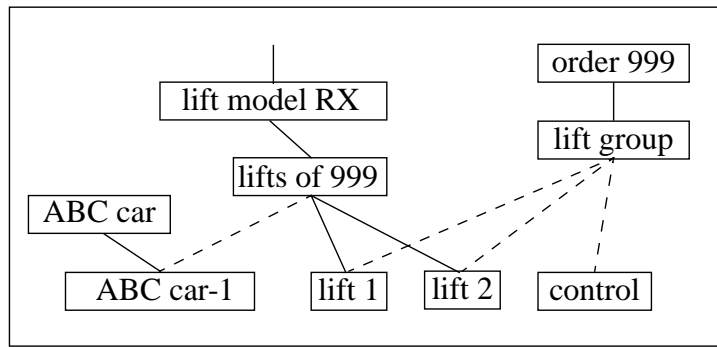 order 999
lift model RX
lift group
lifts of 999
ABC car
ABC car-1
lift 1
lift 2
control